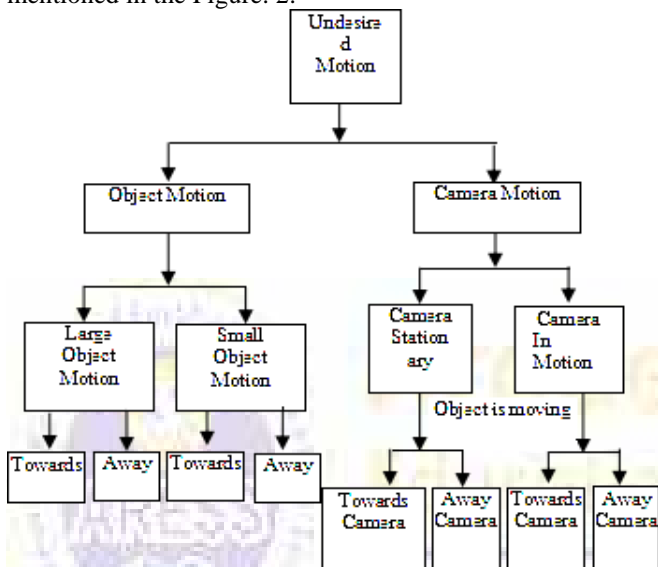 mentioned in the Figure. 2.
Undesire
d
Motion
Object Motion
Camera Motion
Large
Object
Motion
Small
Object
Motion
Camera
Station
ary
Camera
In
Motion
Object is moving
Towards
Away
Towards
Away
Towards
Camera
Away
Camera
Towards
Camera
Away
Camera